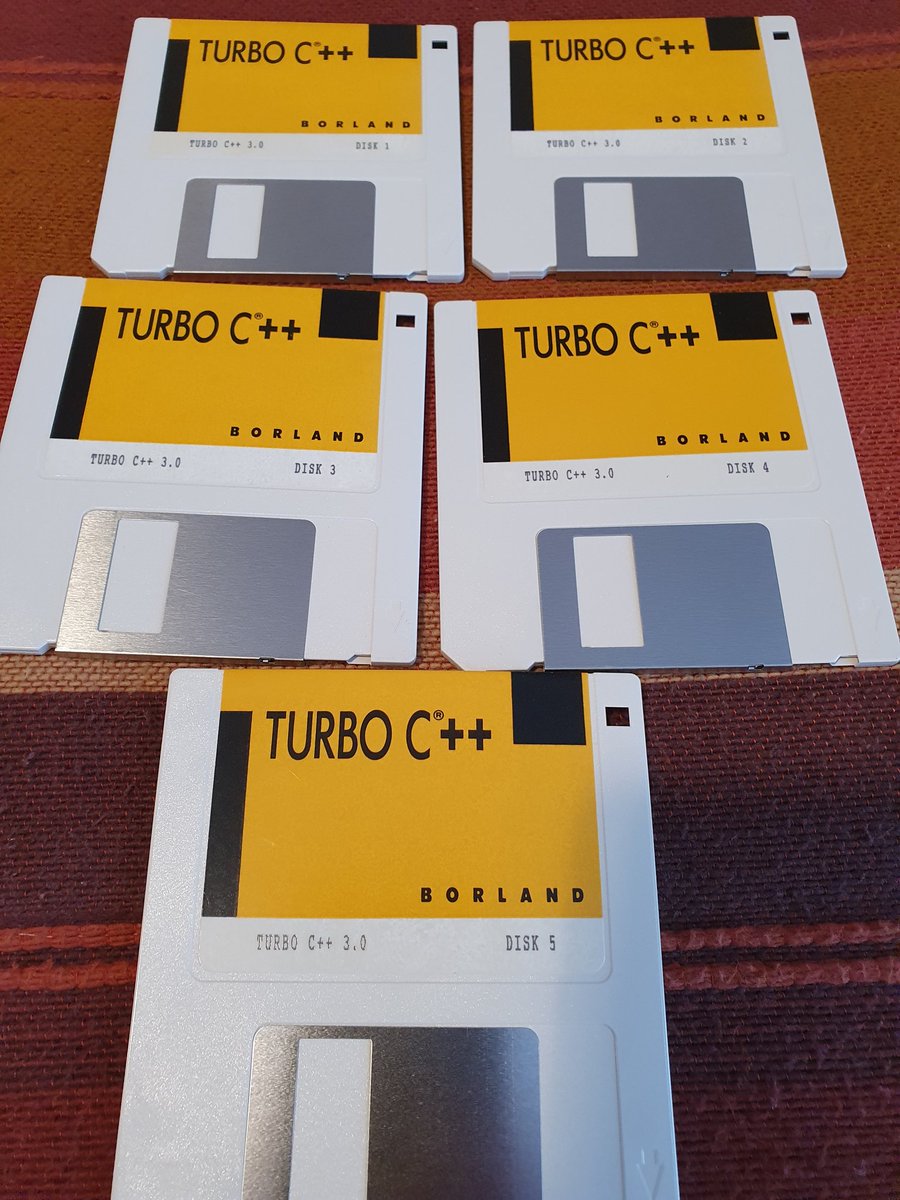 TURBO C®++
BORLAND
TURBO C++ 3.0 DISK 1
TURBO C®++
BORLAND
TURBO C++ 3.0 DISK 2
TURBO C®++
BORLAND
TURBO C++ 3.0 DISK 3
TURBO C®++
BORLAND
TURBO C++ 3.0 DISK 4
TURBO C®++
BORLAND
TURBO C++ 3.0 DISK 5